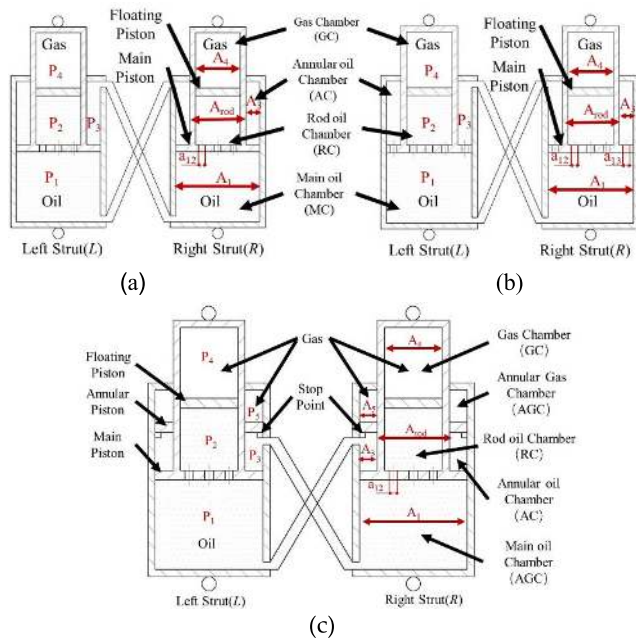 Floating
Piston
Main
Piston
Gas
P4
P2
P3
P1
Oil
Left Strut(L)
Gas
A4
Arod
A3
a12
A1
Oil
Right Strut(R)
Gas Chamber
(GC)
Annular oil
Chamber
(AC)
Rod oil
Chamber
(RC)
Main oil
Chamber
(MC)
(a)
Floating
Piston
Main
Piston
Gas
P4
P2
P3
P1
Oil
Left Strut(L)
Gas
A4
Arod
A3
a12
a13
A1
Oil
Right Strut(R)
(b)
Floating
Piston
Annular
Piston
Main
Piston
P4
P5
P2
P3
P1
Oil
Left Strut(L)
Gas
Stop
Point
A4
A5
Arod
A3
a12
A1
Right Strut(R)
Gas Chamber
(GC)
Annular Gas
Chamber
(AGC)
Rod oil Chamber
(RC)
Annular oil
Chamber
(AC)
Main oil
Chamber
(AGC)
(c)